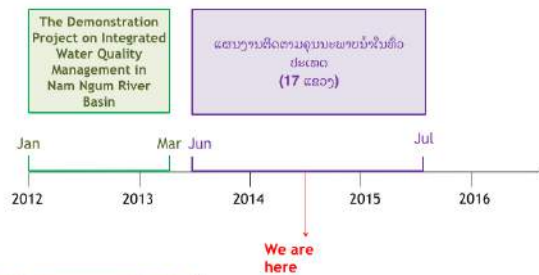 The Demonstration
Project on Integrated
Water Quality
Management in
Nam Ngum River
Basin
ແຜນງານຕິດຕາມຄຸນນະພາບນ້ຳໃນທົ່ວ
ປະເທດ
(17 ແຂວງ)
Jan
Mar
Jun
Jul
2012
2013
2014
2015
2016
We are
here